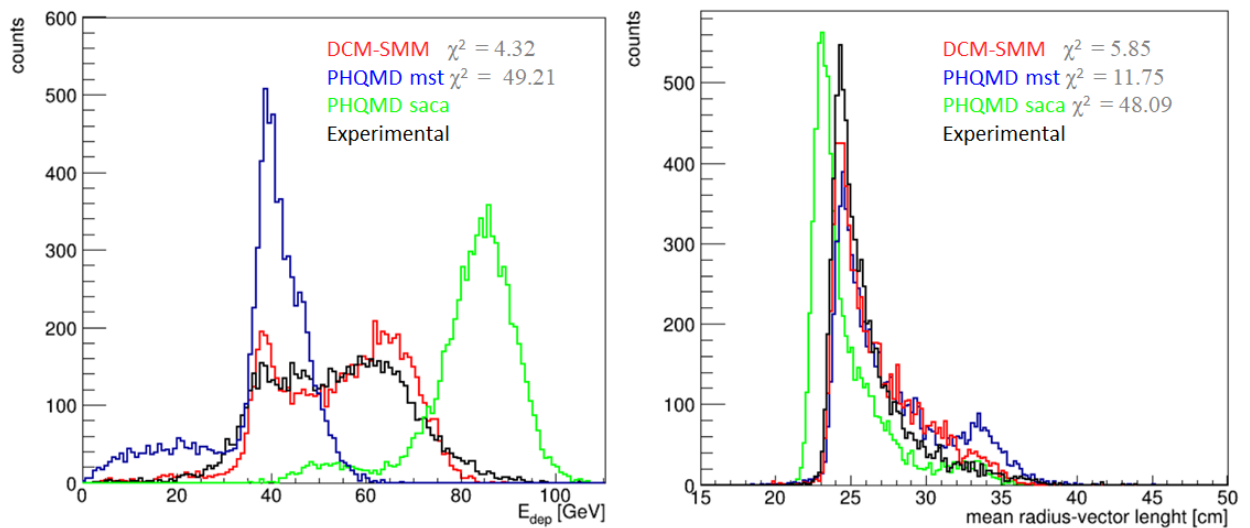 counts
600
500
400
300
200
100
0
DCM-SMM χ² = 4.32
PHQMD mst χ² = 49.21
PHQMD saca
Experimental
0 20 40 60 80 100
E_dep [GeV]
counts
500
400
300
200
100
0
DCM-SMM χ² = 5.85
PHQMD mst χ² = 11.75
PHQMD saca χ² = 48.09
Experimental
15 20 25 30 35 40 45 50
mean radius-vector lenght [cm]